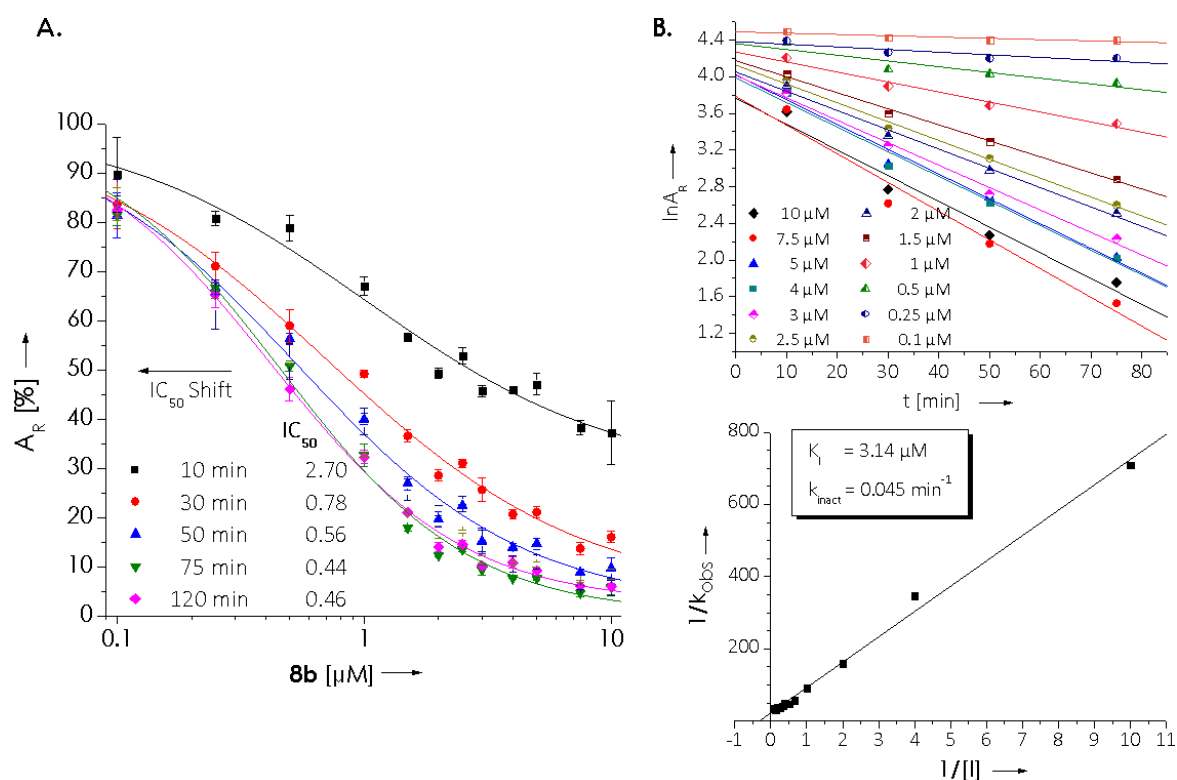 A.
100
90
80
70
60
50
40
30
20
10
0
A_R [%]
IC50 Shift
IC50
10 min 2.70
30 min 0.78
50 min 0.56
75 min 0.44
120 min 0.46
0.1 1 10
8b [µM]
B.
4.4
4.0
3.6
3.2
2.8
2.4
2.0
1.6
1.2
lnA_R
10 µM 2 µM
7.5 µM 1.5 µM
5 µM 1 µM
4 µM 0.5 µM
3 µM 0.25 µM
2.5 µM 0.1 µM
0 10 20 30 40 50 60 70 80
t [min]
800
600
400
200
1/k_obs
K_I = 3.14 µM
k_inact = 0.045 min⁻¹
-1 0 1 2 3 4 5 6 7 8 9 10 11
1/[I]